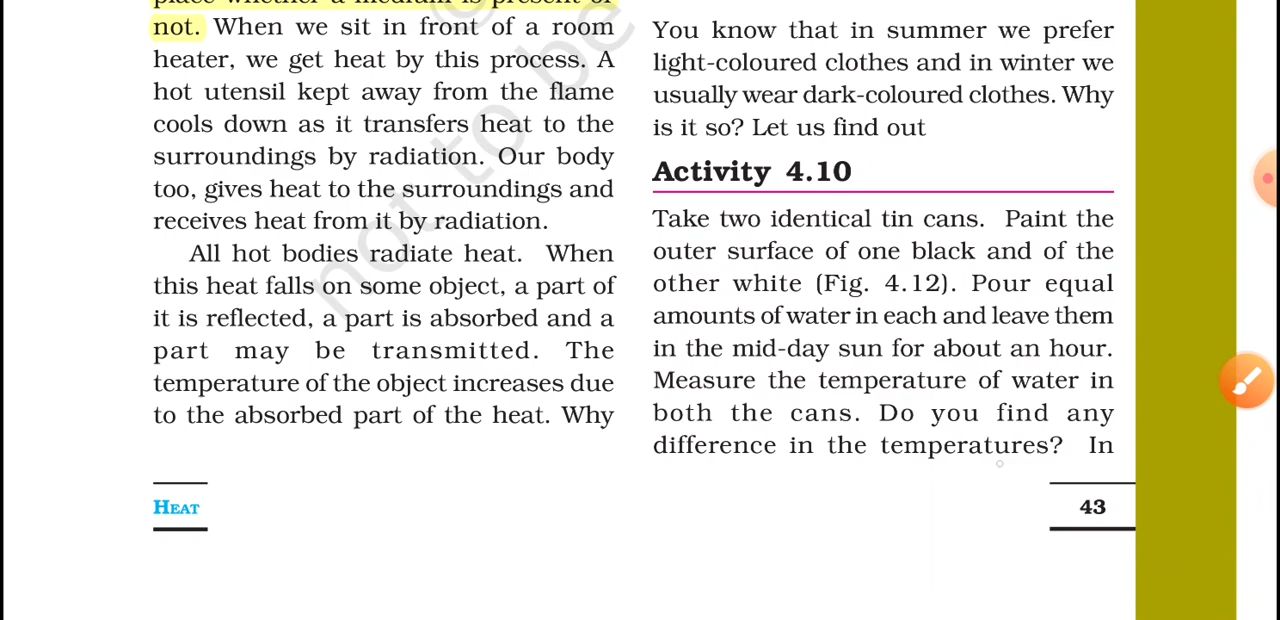 place whether a medium is present or
not. When we sit in front of a room
heater, we get heat by this process. A
hot utensil kept away from the flame
cools down as it transfers heat to the
surroundings by radiation. Our body
too, gives heat to the surroundings and
receives heat from it by radiation.
All hot bodies radiate heat. When
this heat falls on some object, a part of
it is reflected, a part is absorbed and a
part may be transmitted. The
temperature of the object increases due
to the absorbed part of the heat. Why
HEAT
You know that in summer we prefer
light-coloured clothes and in winter we
usually wear dark-coloured clothes. Why
is it so? Let us find out
Activity 4.10
Take two identical tin cans. Paint the
outer surface of one black and of the
other white (Fig. 4.12). Pour equal
amounts of water in each and leave them
in the mid-day sun for about an hour.
Measure the temperature of water in
both the cans. Do you find any
difference in the temperatures? In
43
not to be